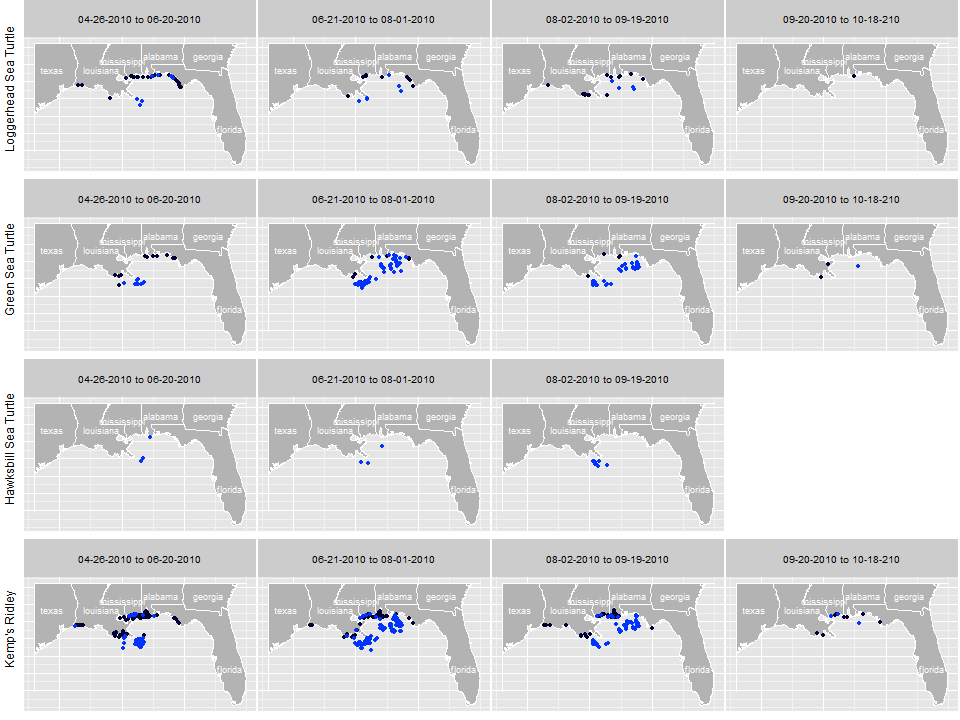 04-26-2010 to 06-20-2010 06-21-2010 to 08-01-2010 08-02-2010 to 09-19-2010 09-20-2010 to 10-18-210
Loggerhead Sea Turtle
texas louisiana mississippi alabama georgia florida
texas louisiana mississippi alabama georgia florida
texas louisiana mississippi alabama georgia florida
texas louisiana mississippi alabama georgia florida
04-26-2010 to 06-20-2010 06-21-2010 to 08-01-2010 08-02-2010 to 09-19-2010 09-20-2010 to 10-18-210
Green Sea Turtle
texas louisiana mississippi alabama georgia florida
texas louisiana mississippi alabama georgia florida
texas louisiana mississippi alabama georgia florida
texas louisiana mississippi alabama georgia florida
04-26-2010 to 06-20-2010 06-21-2010 to 08-01-2010 08-02-2010 to 09-19-2010
Hawksbill Sea Turtle
texas louisiana mississippi alabama georgia florida
texas louisiana mississippi alabama georgia florida
texas louisiana mississippi alabama georgia florida
04-26-2010 to 06-20-2010 06-21-2010 to 08-01-2010 08-02-2010 to 09-19-2010 09-20-2010 to 10-18-210
Kemp's Ridley
texas louisiana mississippi alabama georgia florida
texas louisiana mississippi alabama georgia florida
texas louisiana mississippi alabama georgia florida
texas louisiana mississippi alabama georgia florida